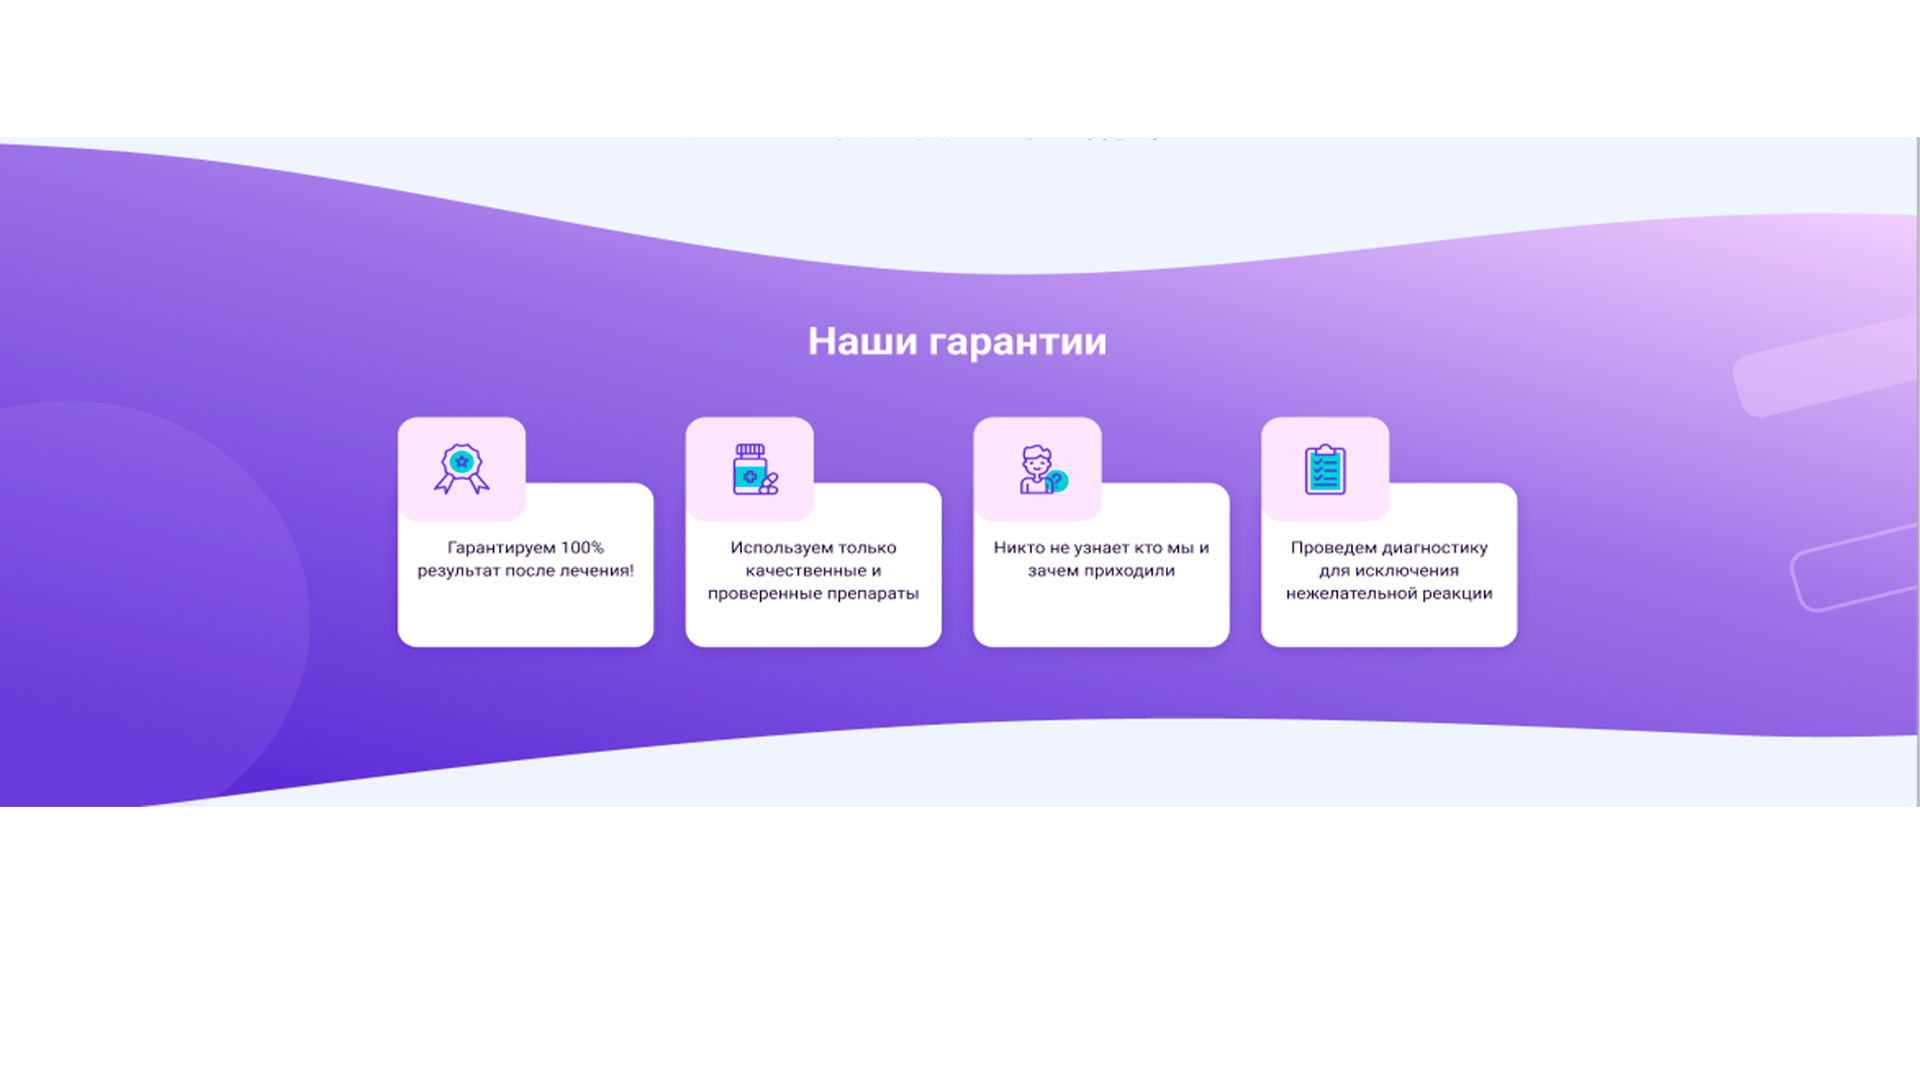 Наши гарантии
Гарантируем 100%
результат после лечения!
Используем только
качественные и
проверенные препараты
Никто не узнает кто мы и
зачем приходили
Проведем диагностику
для исключения
нежелательной реакции